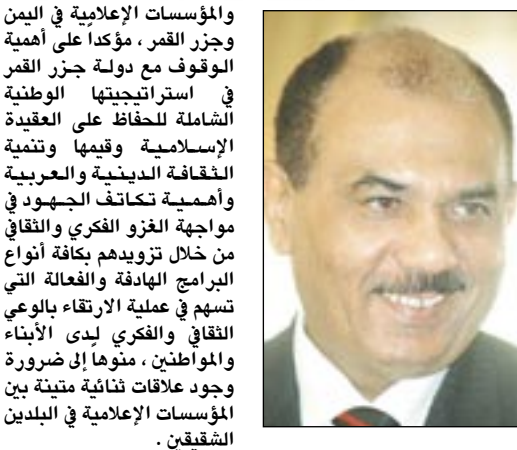 والمؤسسات الإعلامية في اليمن
وجزر القمر ، مؤكداً على أهمية
الوقوف مع دولة جزر القمر
في استراتيجيتها الوطنية
الشاملة للحفاظ على العقيدة
الإسلامية وقيمها وتنمية
الثقافة الدينية والعربية
وأهمية تكاتف الجهود في
مواجهة الغزو الفكري والثقافي
من خلال تزويدهم بكافة أنواع
البرامج الهادفة والفعالة التي
تسهم في عملية الارتقاء بالوعي
الثقافي والفكري لدى الأبناء
والمواطنين ، منوهاً إلى ضرورة
وجود علاقات ثنائية متينة بين
المؤسسات الإعلامية في البلدين
الشقيقين .